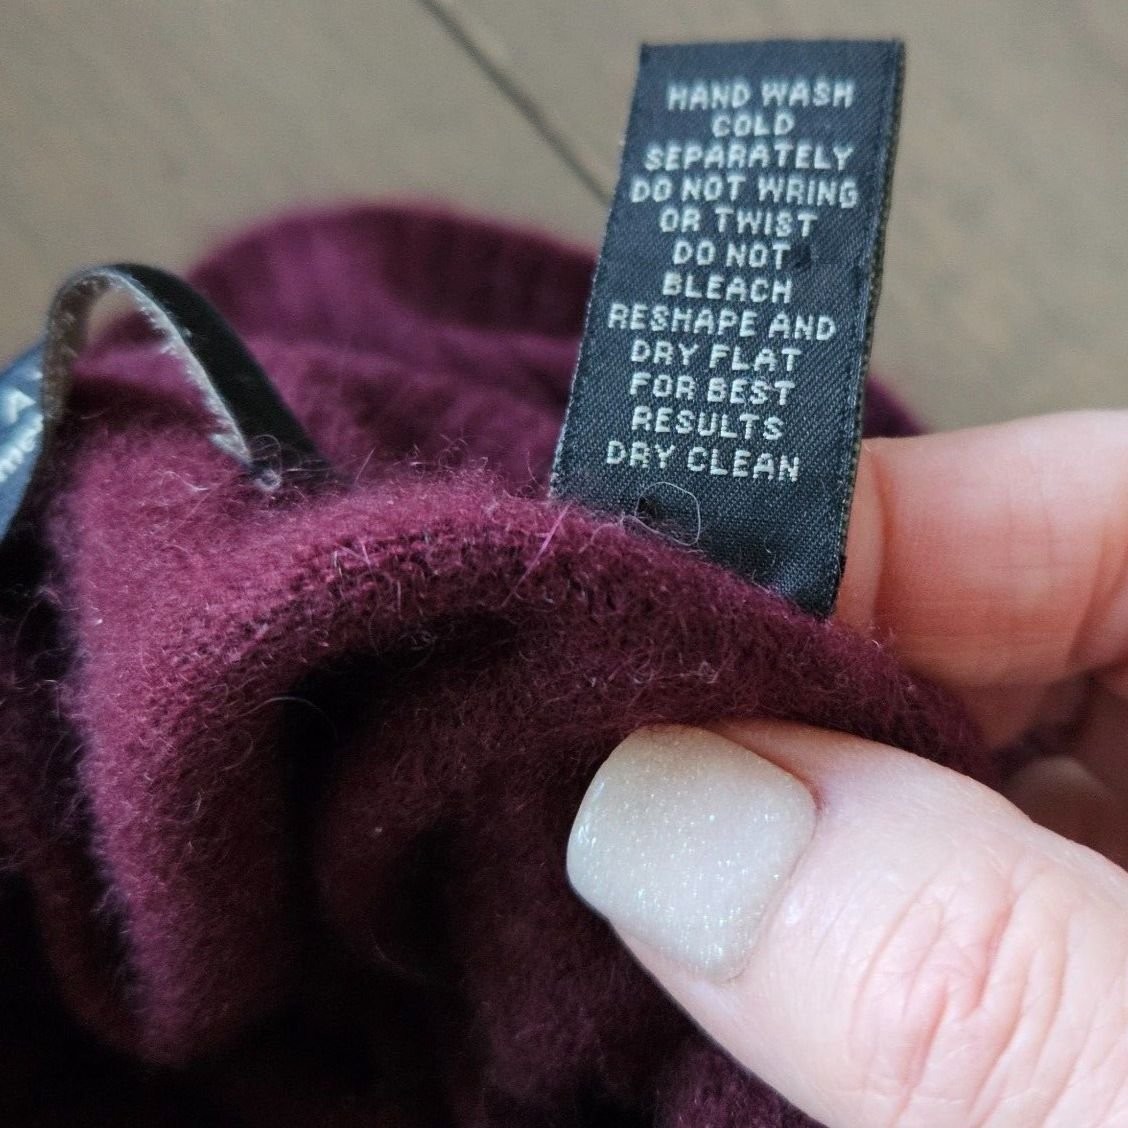 HAND WASH
COLD
SEPARATELY
DO NOT WRING
OR TWIST
DO NOT
BLEACH
RESHAPE AND
DRY FLAT
FOR BEST
RESULTS
DRY CLEAN